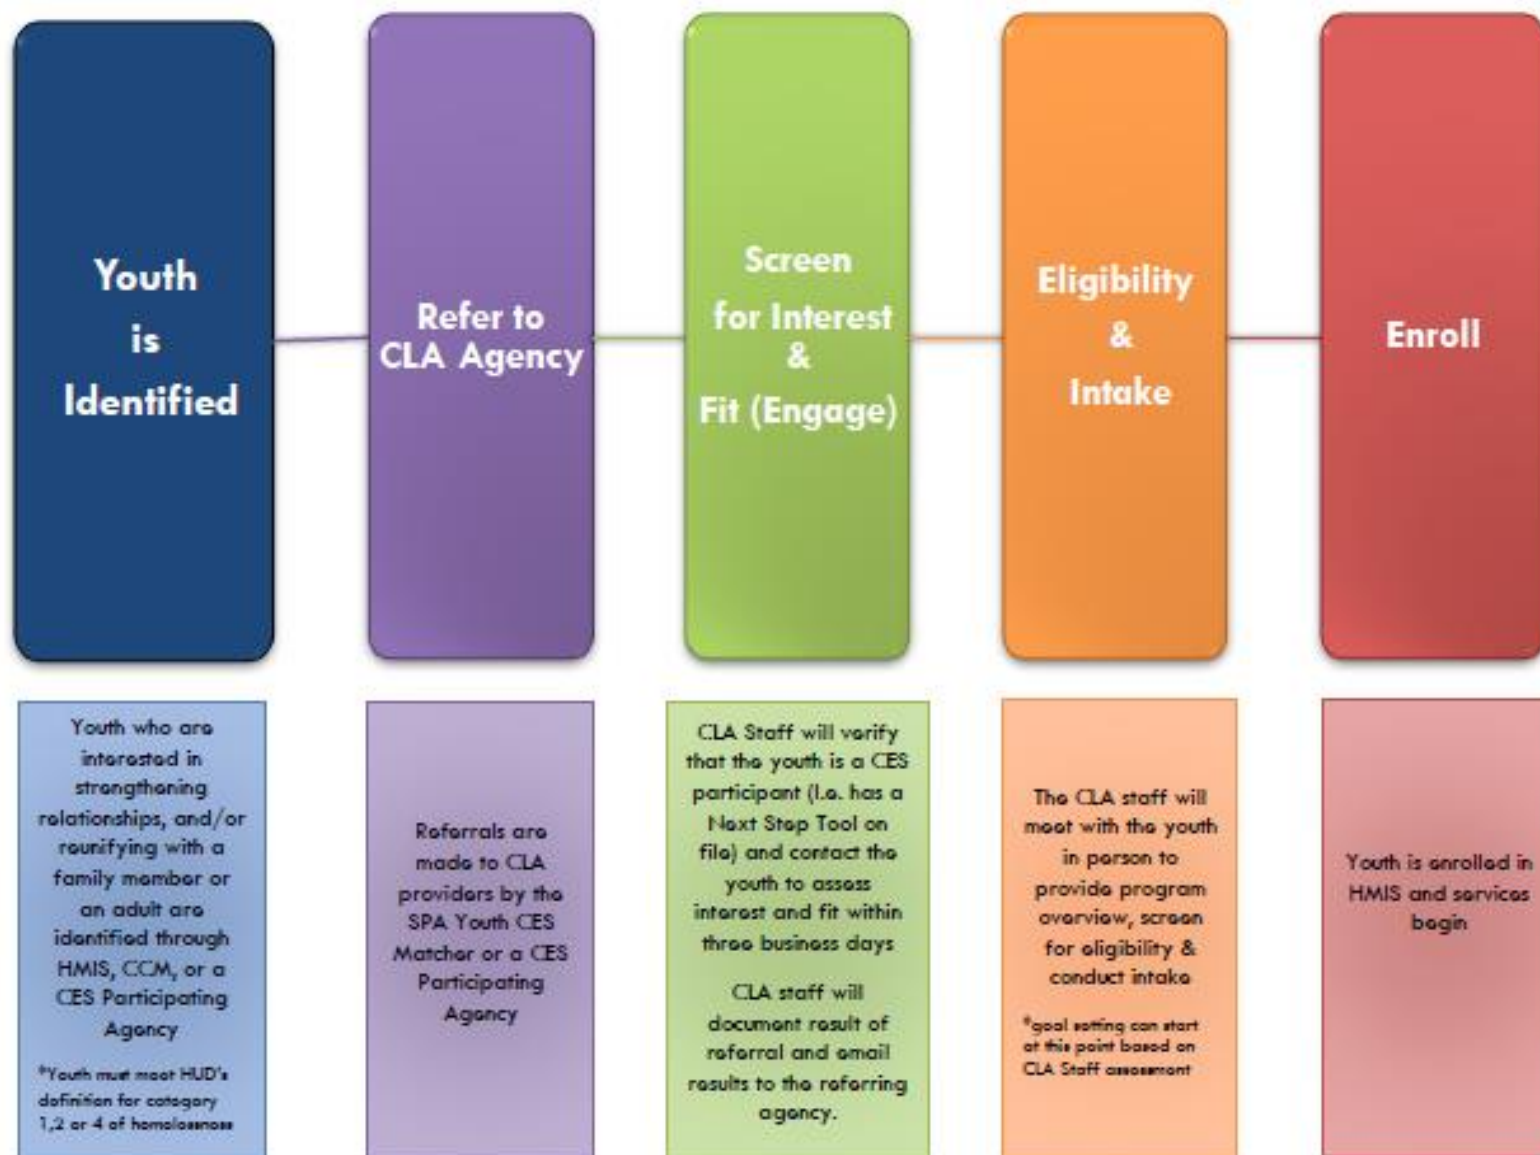 Youth
is
Identified
Refer to
CLA Agency
Screen
for Interest
&
Fit (Engage)
Eligibility
&
Intake
Enroll
Youth who are
interested in
strengthening
relationships, and/or
reunifying with a
family member or
an adult are
identified through
HMIS, CCM, or a
CES Participating
Agency
*Youth must meet HUD's
definition for category
1,2 or 4 of homelessness
Referrals are
made to CLA
providers by the
SPA Youth CES
Matcher or a CES
Participating
Agency
CLA Staff will verify
that the youth is a CES
participant (I.e. has a
Next Step Tool on
file) and contact the
youth to assess
interest and fit within
three business days
CLA staff will
document result of
referral and email
results to the referring
agency.
The CLA staff will
meet with the youth
in person to
provide program
overview, screen
for eligibility &
conduct intake
*goal setting can start
at this point based on
CLA Staff assessment
Youth is enrolled in
HMIS and services
begin